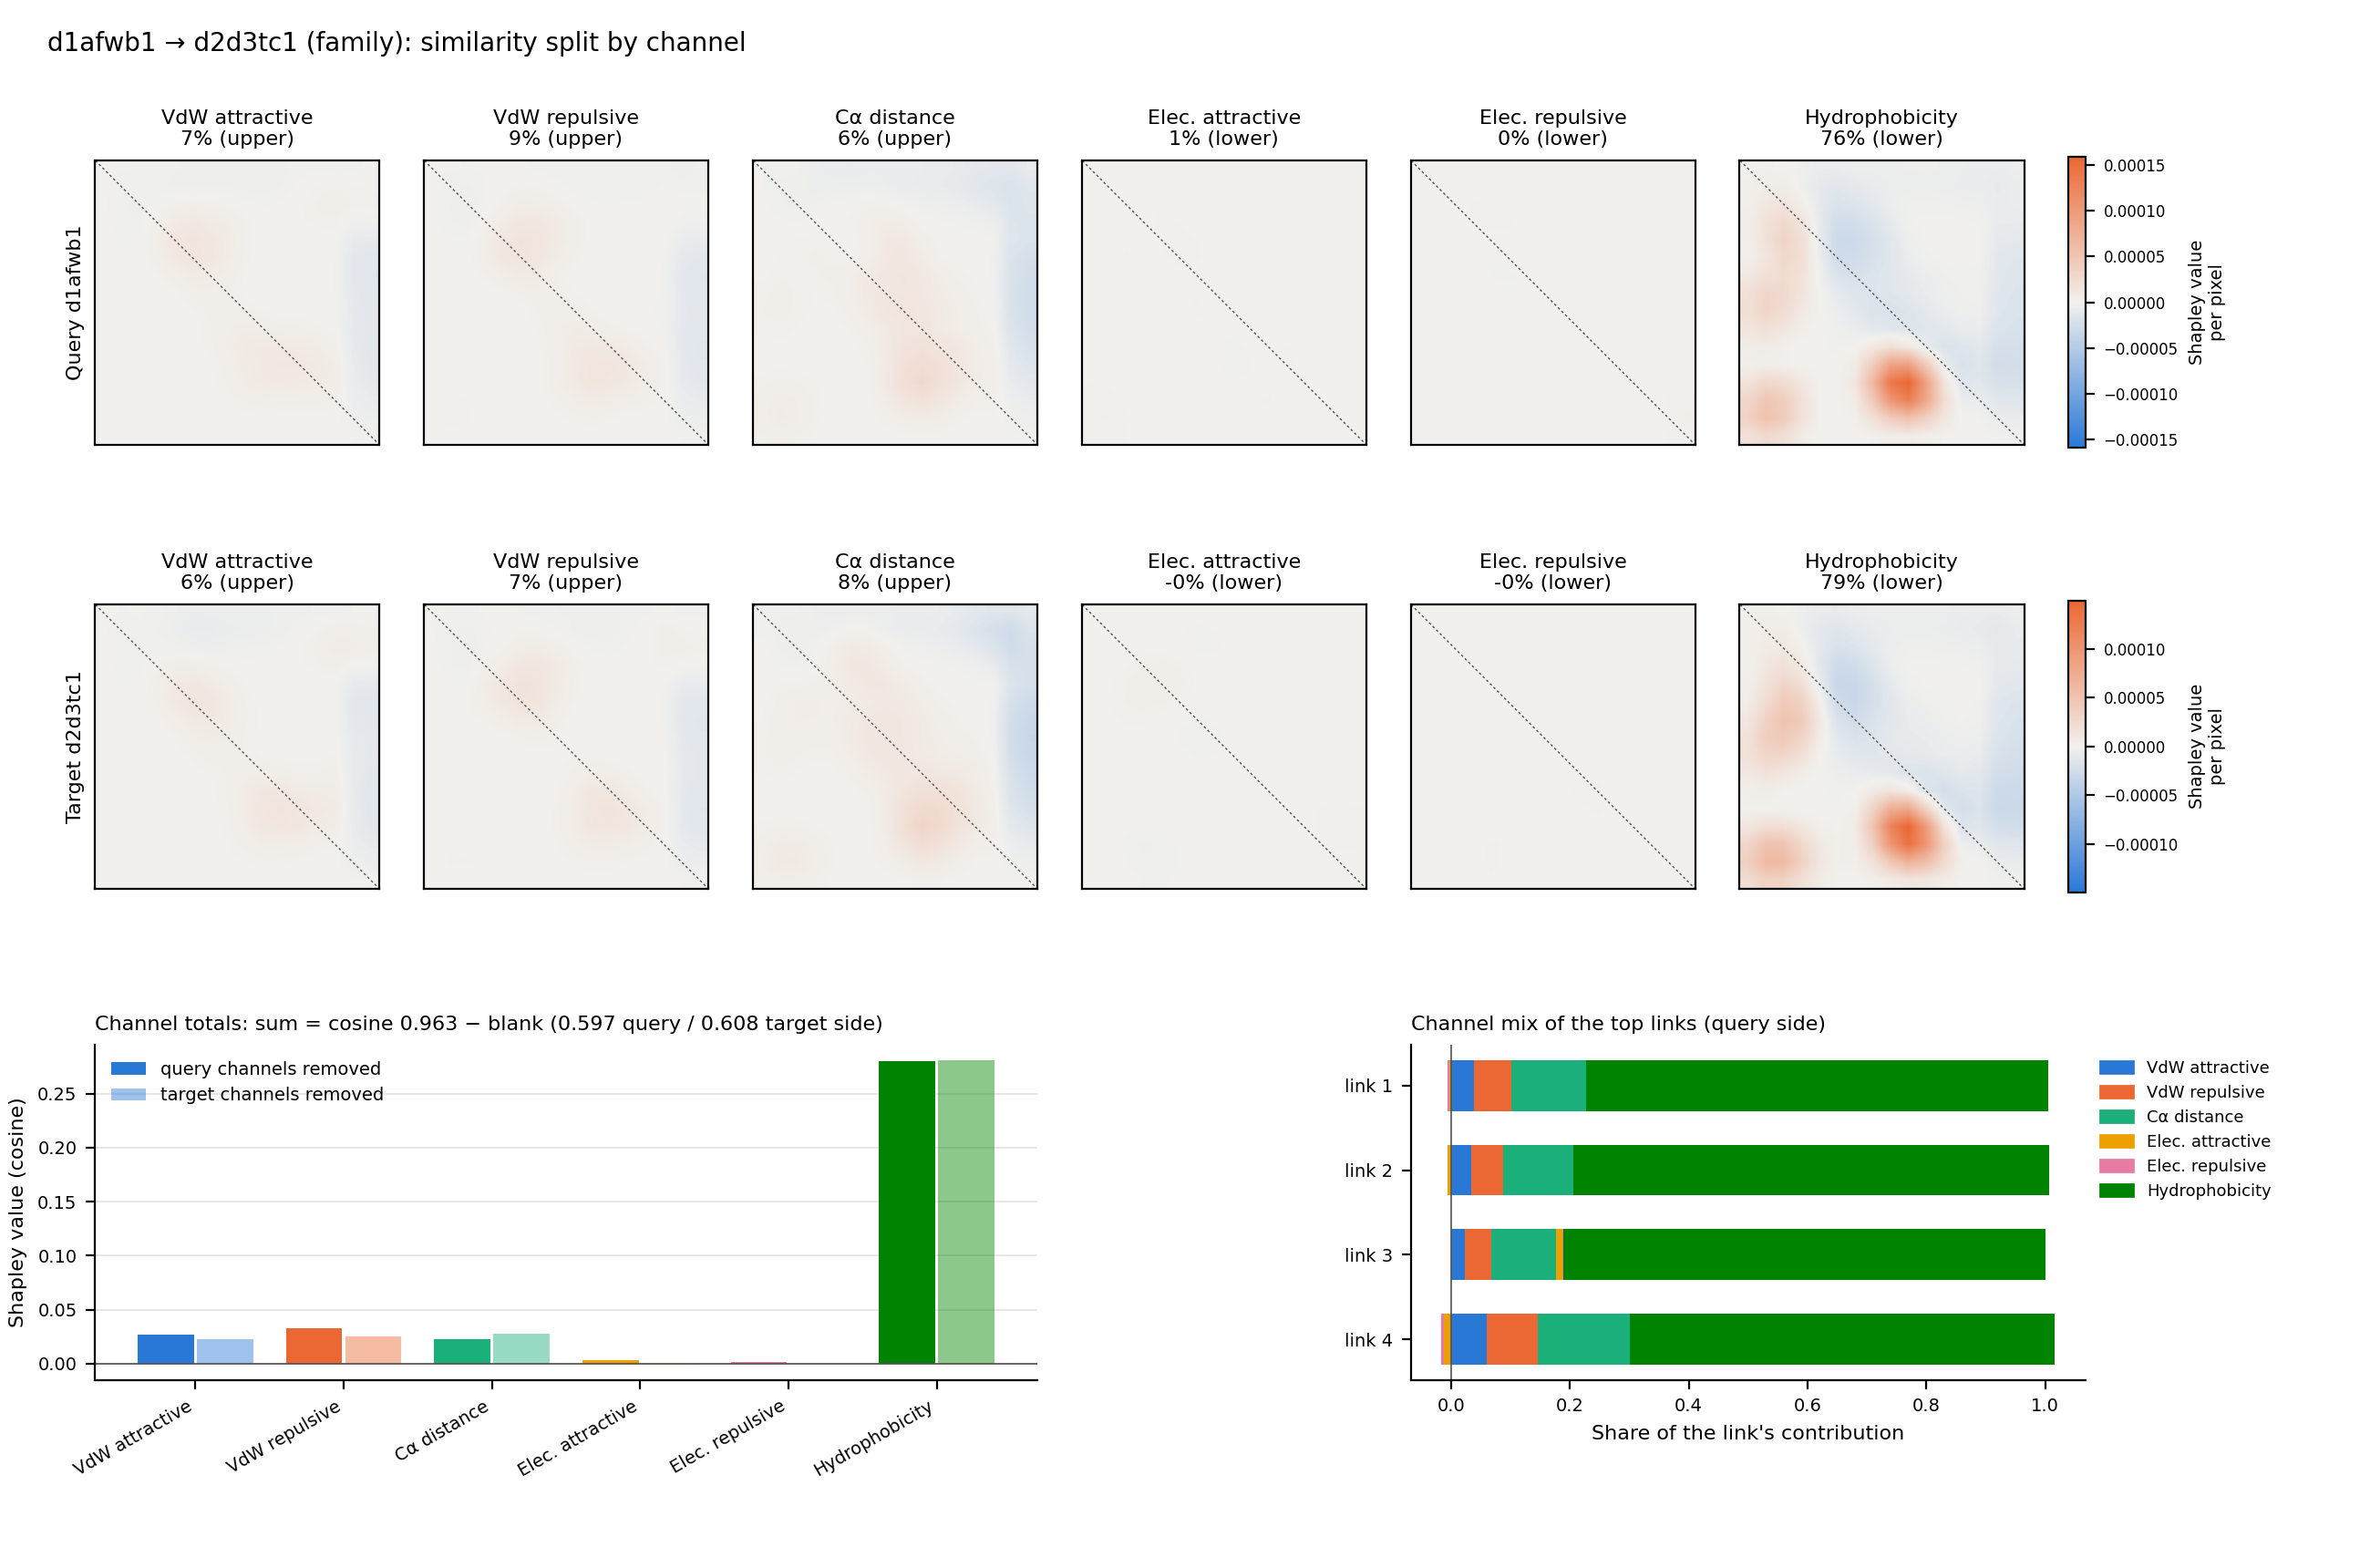 d1afwb1 → d2d3tc1 (family): similarity split by channel
VdW attractive
7% (upper)
VdW repulsive
9% (upper)
Cα distance
6% (upper)
Elec. attractive
1% (lower)
Elec. repulsive
0% (lower)
Hydrophobicity
76% (lower)
Query d1afwb1
0.00015
0.00010
0.00005
0.00000
−0.00005
−0.00010
−0.00015
Shapley value
per pixel
VdW attractive
6% (upper)
VdW repulsive
7% (upper)
Cα distance
8% (upper)
Elec. attractive
-0% (lower)
Elec. repulsive
-0% (lower)
Hydrophobicity
79% (lower)
Target d2d3tc1
0.00010
0.00005
0.00000
−0.00005
−0.00010
Shapley value
per pixel
Channel totals: sum = cosine 0.963 − blank (0.597 query / 0.608 target side)
query channels removed
target channels removed
Shapley value (cosine)
0.25
0.20
0.15
0.10
0.05
0.00
VdW attractive
VdW repulsive
Cα distance
Elec. attractive
Elec. repulsive
Hydrophobicity
Channel mix of the top links (query side)
link 1
link 2
link 3
link 4
0.0
0.2
0.4
0.6
0.8
1.0
Share of the link's contribution
VdW attractive
VdW repulsive
Cα distance
Elec. attractive
Elec. repulsive
Hydrophobicity